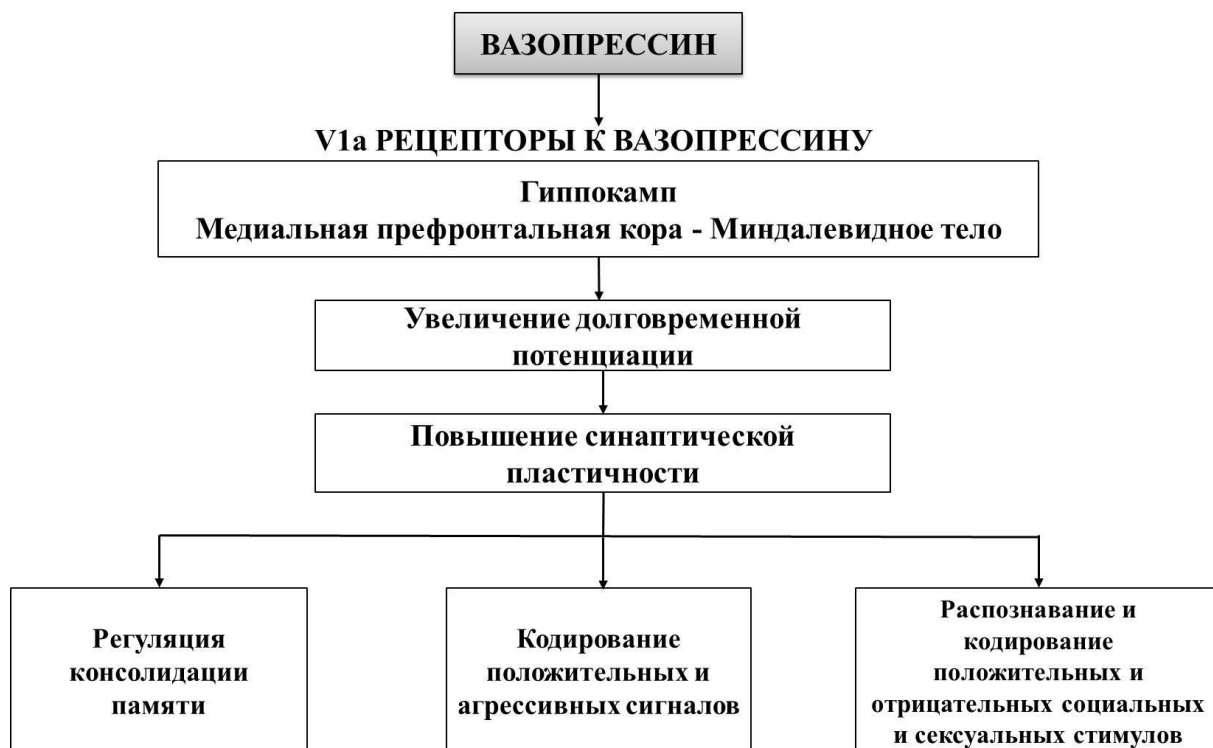 ВАЗОПРЕССИН
V1a РЕЦЕПТОРЫ К ВАЗОПРЕССИНУ
Гиппокамп
Медиальная префронтальная кора - Миндалевидное тело
Увеличение долговременной
потенциации
Повышение синаптической
пластичности
Регуляция
консолидации
памяти
Кодирование
положительных и
агрессивных сигналов
Распознавание и
кодирование
положительных и
отрицательных социальных
и сексуальных стимулов